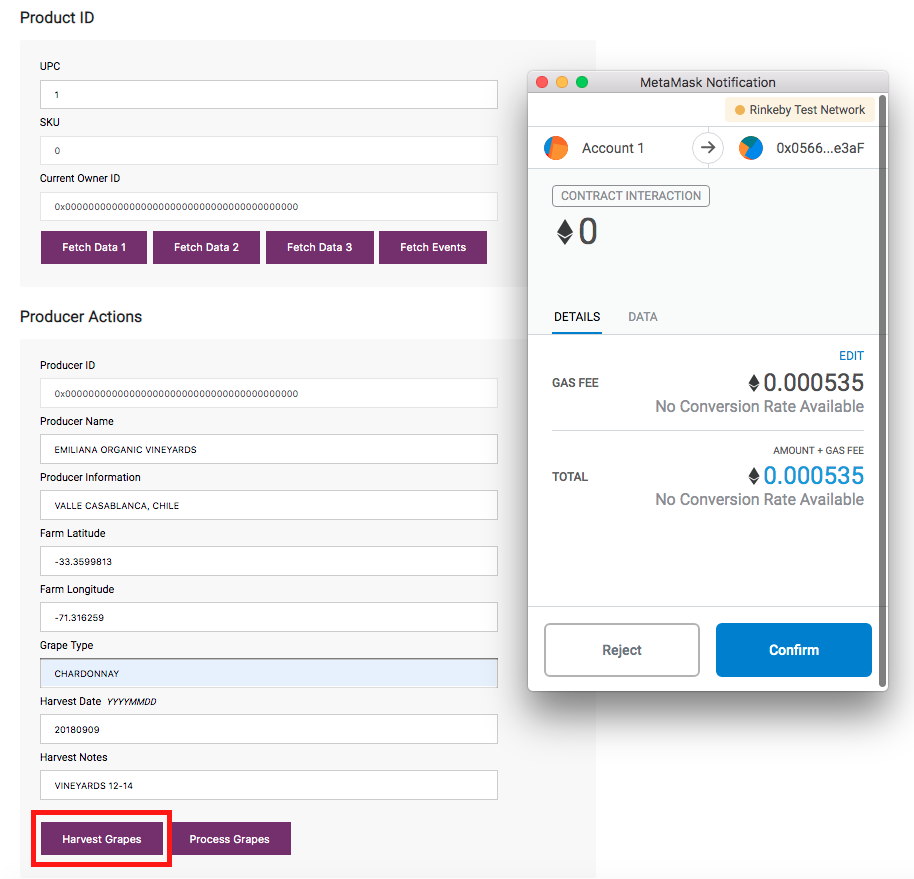 Product ID
UPC
1
SKU
0
Current Owner ID
0x0000000000000000000000000000000000000000
Fetch Data 1
Fetch Data 2
Fetch Data 3
Fetch Events
Producer Actions
Producer ID
0x0000000000000000000000000000000000000000
Producer Name
EMILIANA ORGANIC VINEYARDS
Producer Information
VALLE CASABLANCA, CHILE
Farm Latitude
-33.3599813
Farm Longitude
-71.316259
Grape Type
CHARDONNAY
Harvest Date YYYYMMDD
20180909
Harvest Notes
VINEYARDS 12-14
Harvest Grapes
Process Grapes
MetaMask Notification
Rinkeby Test Network
Account 1
0x0566...e3aF
CONTRACT INTERACTION
0
DETAILS
DATA
EDIT
GAS FEE
0.000535
No Conversion Rate Available
AMOUNT + GAS FEE
TOTAL
0.000535
No Conversion Rate Available
Reject
Confirm